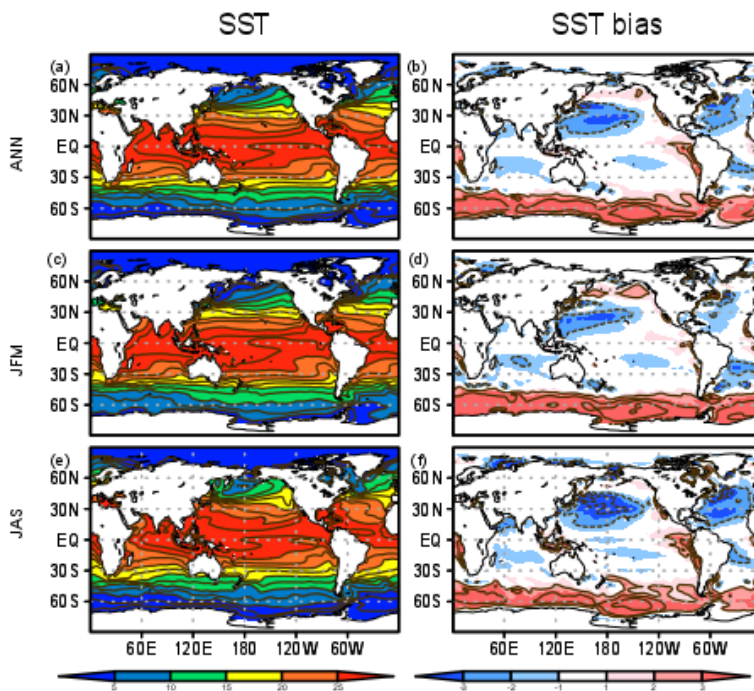 SST SST bias
(a) (b)
60N 60N
30N 30N
EQ EQ
30S 30S
60S 60S
ANN
(c) (d)
60N 60N
30N 30N
EQ EQ
30S 30S
60S 60S
JFM
(e) (f)
60N 60N
30N 30N
EQ EQ
30S 30S
60S 60S
JAS
60E 120E 180 120W 60W 60E 120E 180 120W 60W
5 10 15 20 25 -3 -2 -1 1 2 3